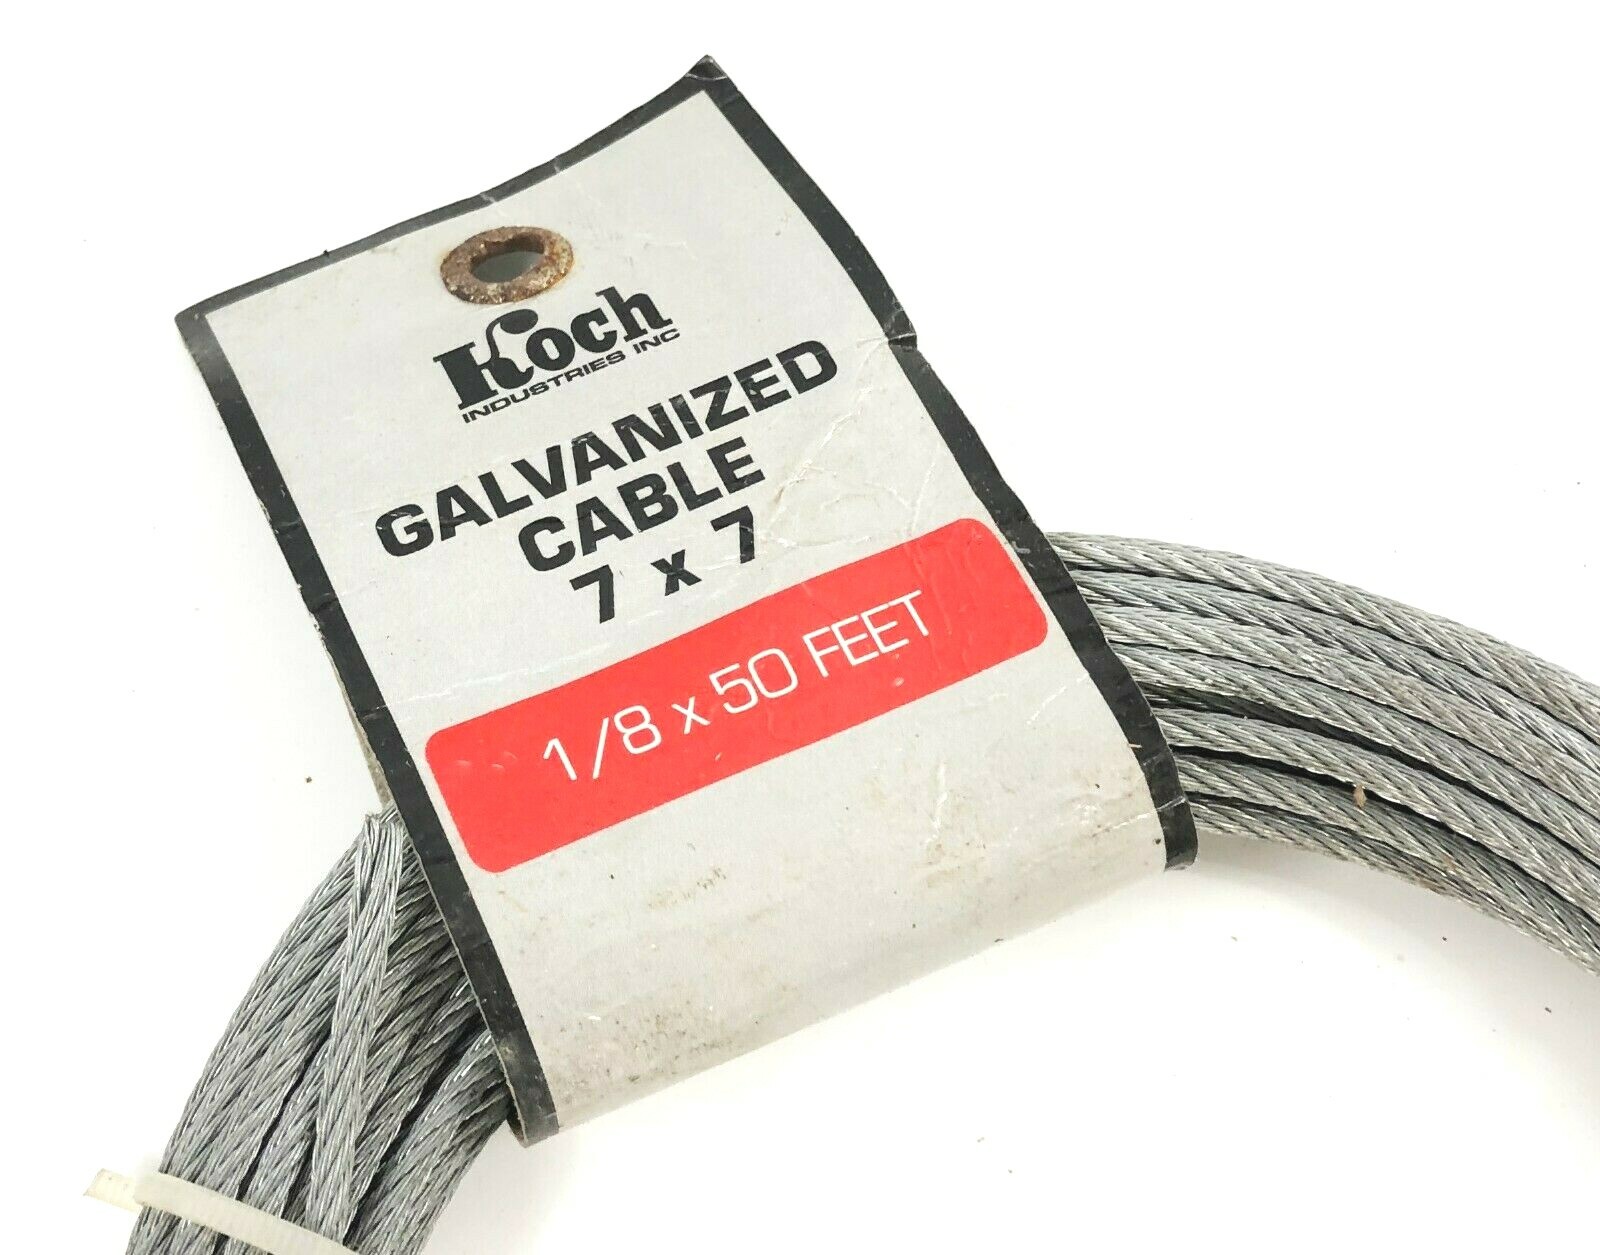 Koch
INDUSTRIES INC
GALVANIZED
CABLE
7 x 7
1/8 x 50 FEET